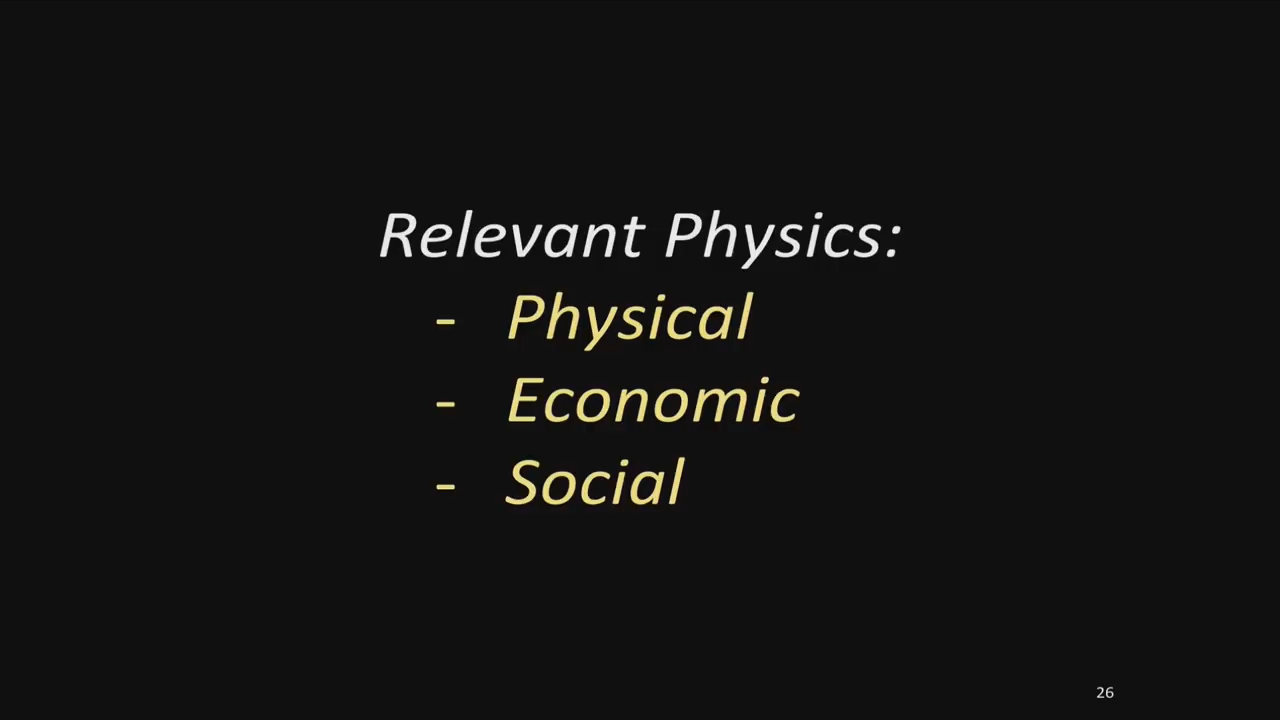 Relevant Physics:
- Physical
- Economic
- Social
26